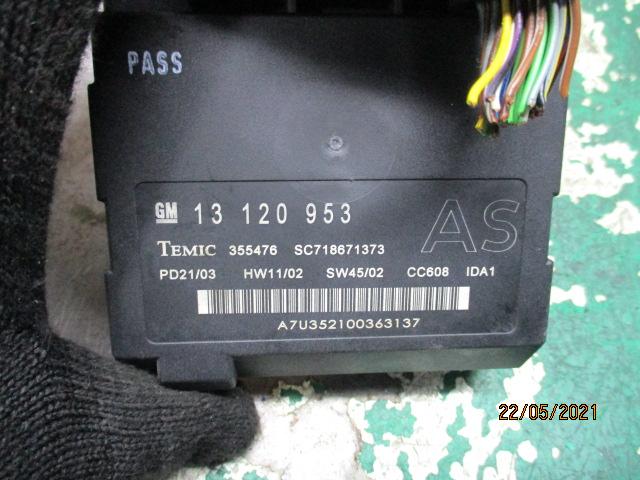 PASS
GM 13 120 953
AS
TEMIC 355476 SC718671373
PD21/03 HW11/02 SW45/02 CC608 IDA1
A7U352100363137
22/05/2021